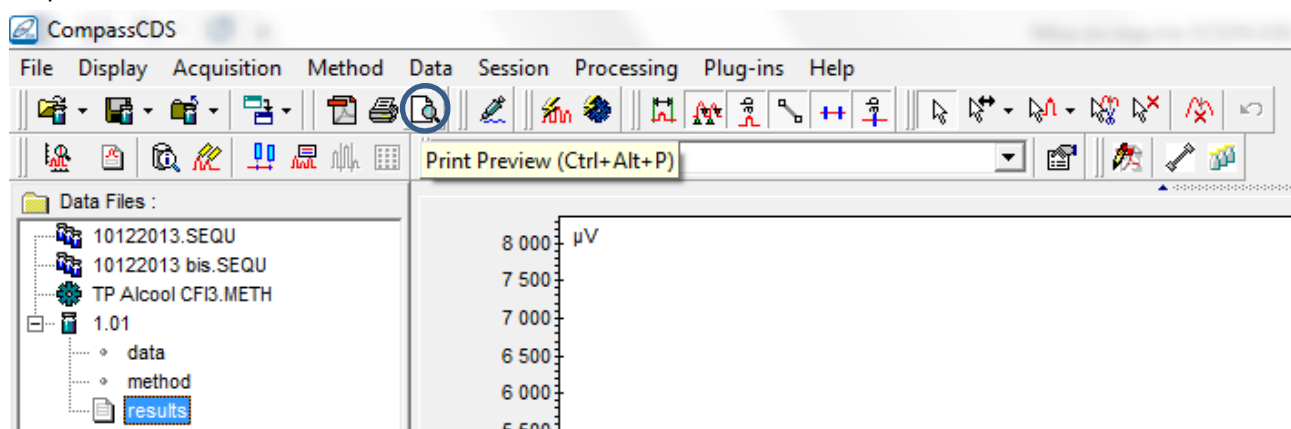 CompassCDS
File Display Acquisition Method Data Session Processing Plug-ins Help
Print Preview (Ctrl+Alt+P)
Data Files :
10122013.SEQU
10122013 bis.SEQU
TP Alcool CFI3.METH
1.01
data
method
results
µV
8 000
7 500
7 000
6 500
6 000
5 500